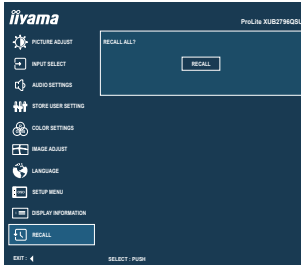 iiyama
ProLite XUB2796QSU
PICTURE ADJUST
RECALL ALL?
INPUT SELECT
RECALL
AUDIO SETTINGS
STORE USER SETTING
COLOR SETTINGS
IMAGE ADJUST
LANGUAGE
SETUP MENU
DISPLAY INFORMATION
RECALL
EXIT :
SELECT : PUSH